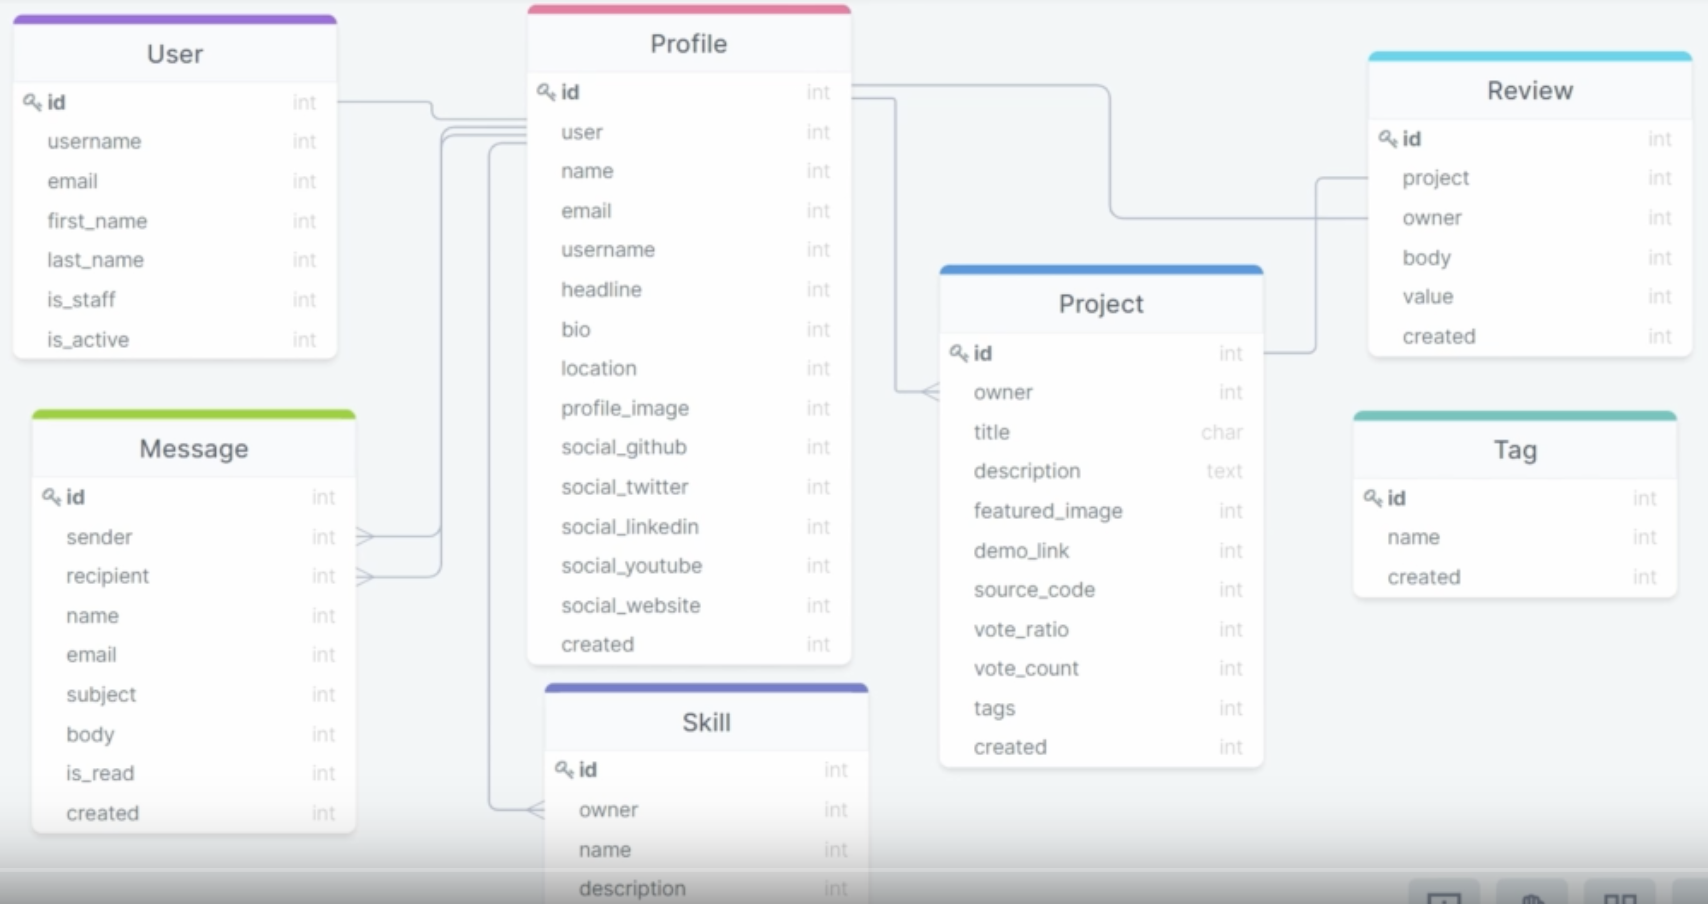 User
id int
username int
email int
first_name int
last_name int
is_staff int
is_active int
Message
id int
sender int
recipient int
name int
email int
subject int
body int
is_read int
created int
Profile
id int
user int
name int
email int
username int
headline int
bio int
location int
profile_image int
social_github int
social_twitter int
social_linkedin int
social_youtube int
social_website int
created int
Skill
id int
owner int
name int
description int
Project
id int
owner int
title char
description text
featured_image int
demo_link int
source_code int
vote_ratio int
vote_count int
tags int
created int
Review
id int
project int
owner int
body int
value int
created int
Tag
id int
name int
created int